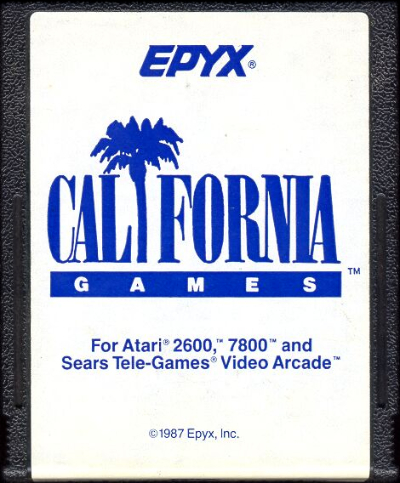 EPYX®
CALIFORNIA
GAMES™
For Atari® 2600,™ 7800™ and
Sears Tele-Games® Video Arcade™
©1987 Epyx, Inc.